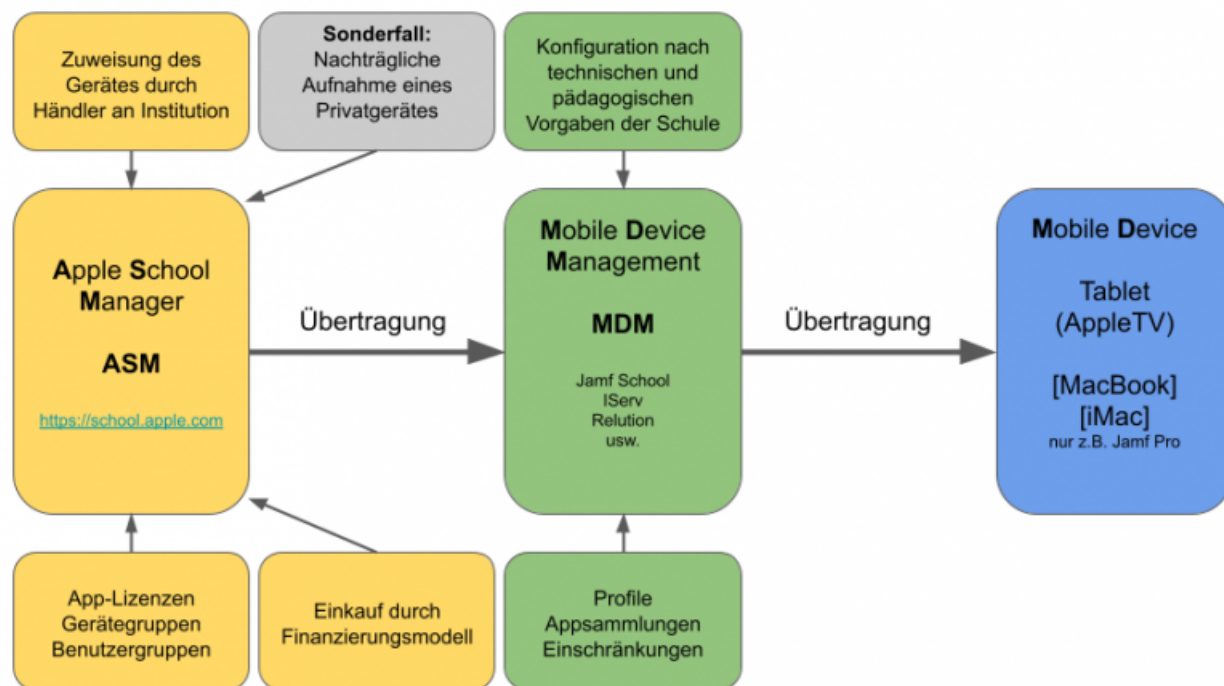 Zuweisung des
Gerätes durch
Händler an Institution
Sonderfall:
Nachträgliche
Aufnahme eines
Privatgerätes
Konfiguration nach
technischen und
pädagogischen
Vorgaben der Schule
Apple School
Manager
ASM
https://school.apple.com
Übertragung
Mobile Device
Management
MDM
Jamf School
IServ
Relution
usw.
Übertragung
Mobile Device
Tablet
(AppleTV)
[MacBook]
[iMac]
nur z.B. Jamf Pro
App-Lizenzen
Gerätegruppen
Benutzergruppen
Einkauf durch
Finanzierungsmodell
Profile
Appsammlungen
Einschränkungen